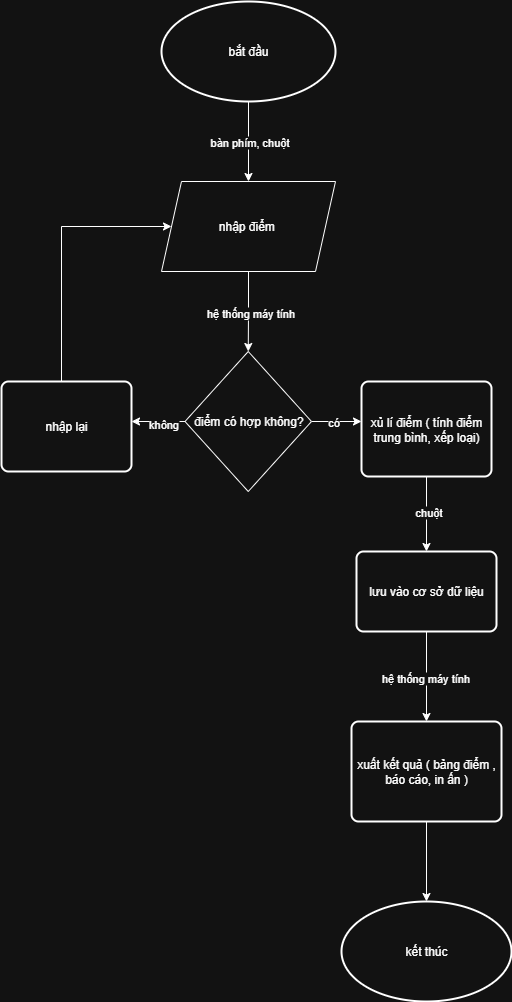 bắt đầu
bàn phím, chuột
nhập điểm
hệ thống máy tính
điểm có hợp không?
không
có
nhập lại
xủ lí điểm ( tính điểm
trung bình, xếp loại)
chuột
lưu vào cơ sở dữ liệu
hệ thống máy tính
xuất kết quả ( bảng điểm ,
báo cáo, in ấn )
kết thúc